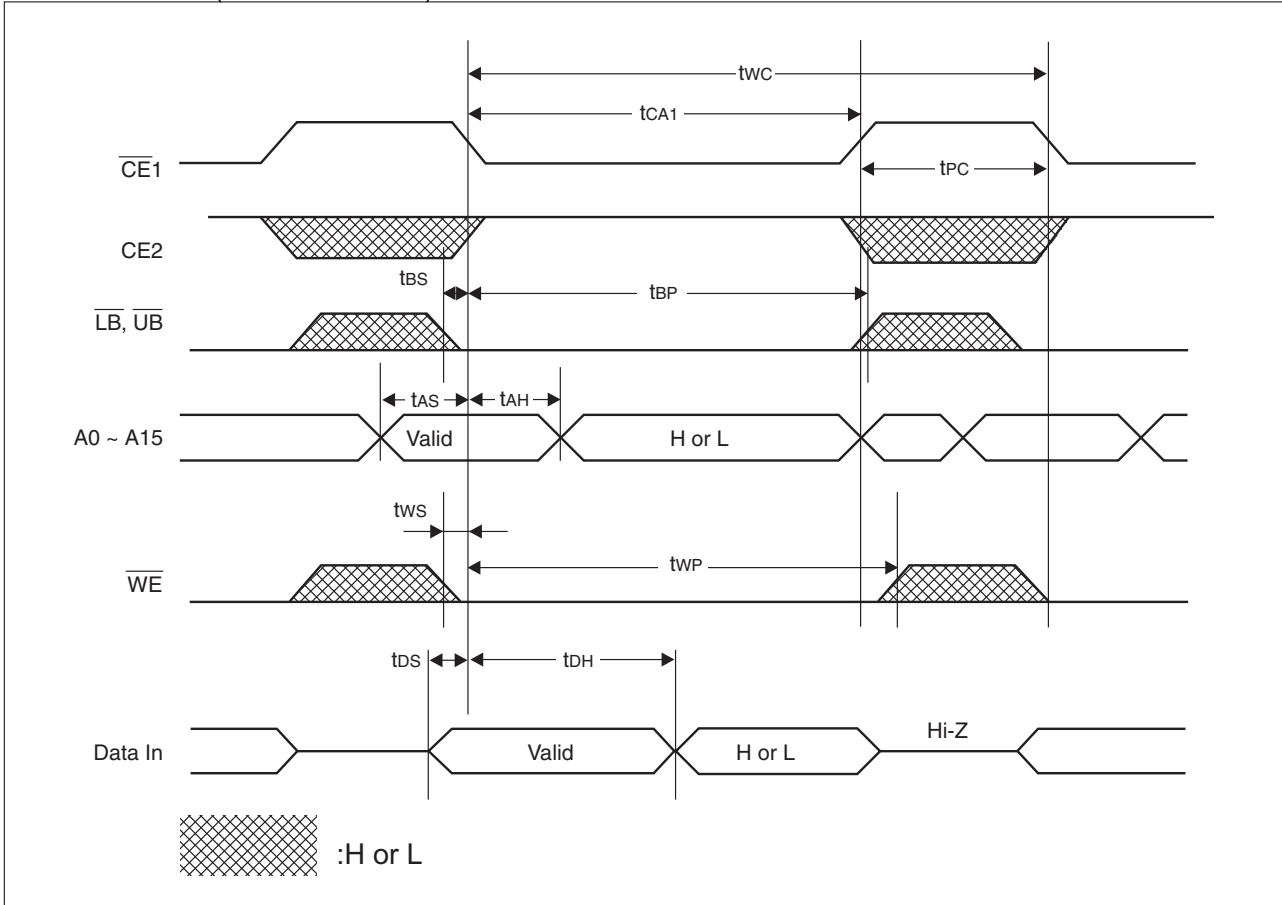 tWC
tCA1
CE1
tPC
CE2
tBS
tBP
LB, UB
tAS
tAH
A0 ~ A15
Valid
H or L
tWS
tWP
WE
tDS
tDH
Hi-Z
Data In
Valid
H or L
:H or L